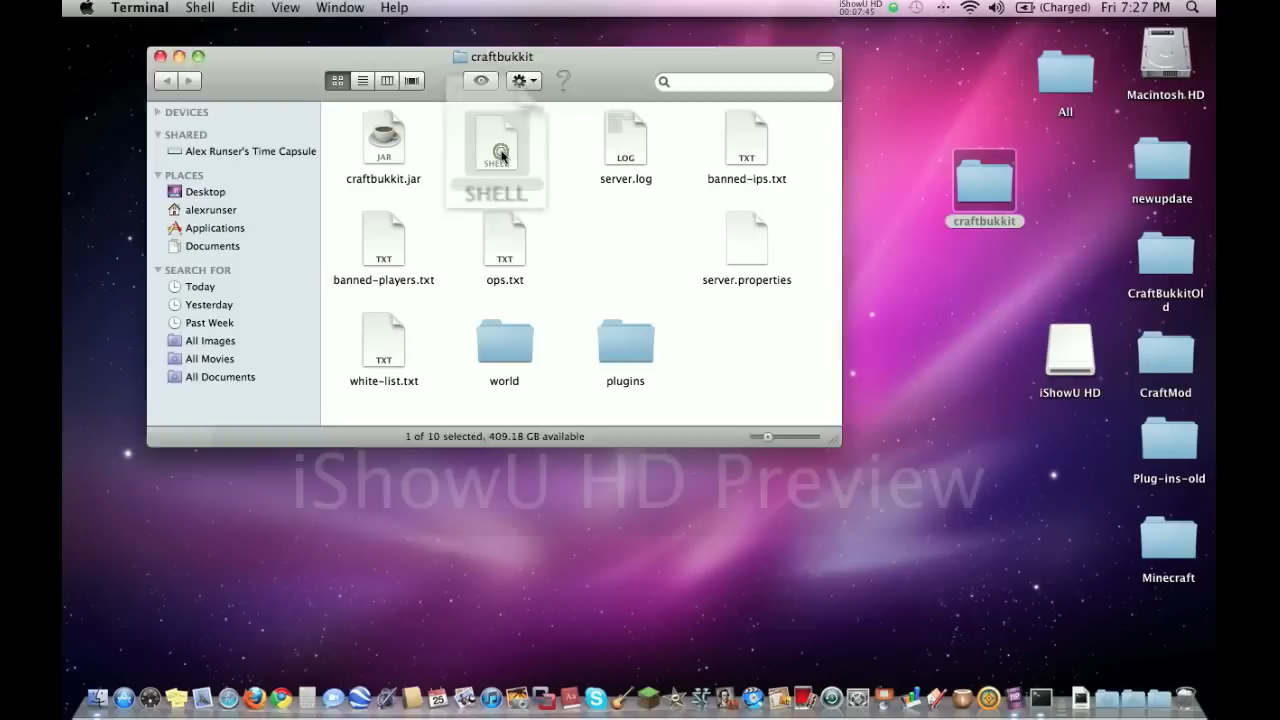 Terminal Shell Edit View Window Help
iShowU HD
00:07:45
(Charged) Fri 7:27 PM
craftbukkit
DEVICES
SHARED
Alex Runser's Time Capsule
PLACES
Desktop
alexrunser
Applications
Documents
SEARCH FOR
Today
Yesterday
Past Week
All Images
All Movies
All Documents
JAR
craftbukkit.jar
SHELL
SHELL
LOG
server.log
TXT
banned-ips.txt
TXT
banned-players.txt
TXT
ops.txt
server.properties
TXT
white-list.txt
world
plugins
1 of 10 selected, 409.18 GB available
Macintosh HD
All
craftbukkit
newupdate
CraftBukkitOl
d
iShowU HD
CraftMod
Plug-ins-old
Minecraft
iShowU HD Preview